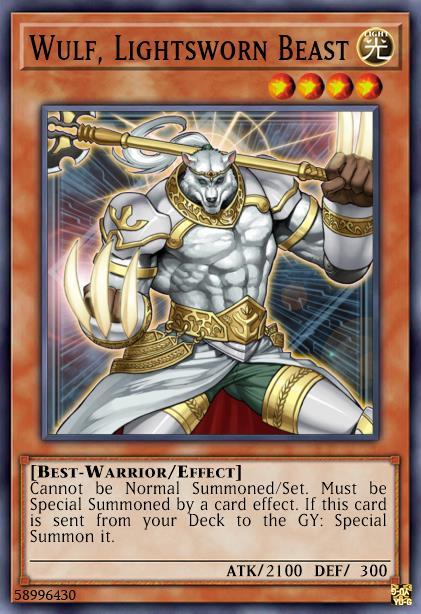 Wulf, Lightsworn Beast
LIGHT
光
[Best-Warrior/Effect]
Cannot be Normal Summoned/Set. Must be
Special Summoned by a card effect. If this card
is sent from your Deck to the GY: Special
Summon it.
ATK/2100 DEF/ 300
58996430